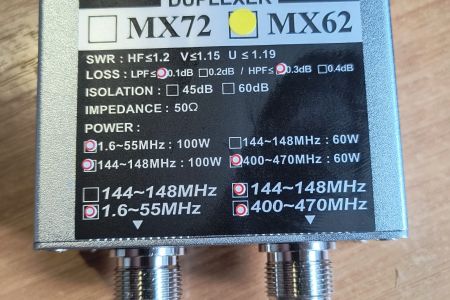 DUPLEXER
MX72 MX62
SWR : HF≤1.2 V≤1.15 U≤1.19
LOSS : LPF≤ 0.1dB 0.2dB / HPF≤ 0.3dB 0.4dB
ISOLATION : 45dB 60dB
IMPEDANCE : 50Ω
POWER :
1.6~55MHz : 100W 144~148MHz : 60W
144~148MHz : 100W 400~470MHz : 60W
144~148MHz 144~148MHz
1.6~55MHz 400~470MHz